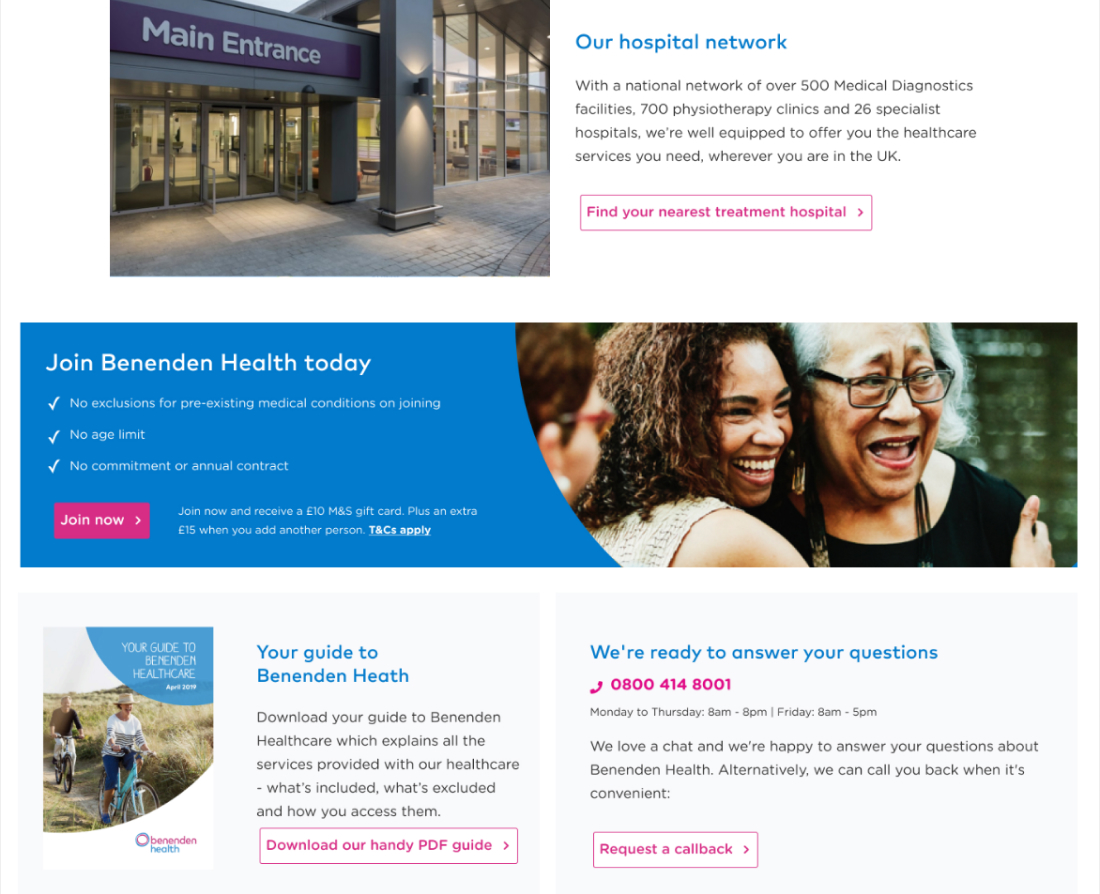 Main Entrance
Our hospital network
With a national network of over 500 Medical Diagnostics
facilities, 700 physiotherapy clinics and 26 specialist
hospitals, we're well equipped to offer you the healthcare
services you need, wherever you are in the UK.
Find your nearest treatment hospital
Join Benenden Health today
No exclusions for pre-existing medical conditions on joining
No age limit
No commitment or annual contract
Join now
Join now and receive a £10 M&S gift card. Plus an extra
£15 when you add another person. T&Cs apply
YOUR GUIDE TO
BENENDEN
HEALTHCARE
April 2019
benenden
health
Your guide to
Benenden Heath
Download your guide to Benenden
Healthcare which explains all the
services provided with our healthcare
- what's included, what's excluded
and how you access them.
Download our handy PDF guide
We're ready to answer your questions
0800 414 8001
Monday to Thursday: 8am - 8pm | Friday: 8am - 5pm
We love a chat and we're happy to answer your questions about
Benenden Health. Alternatively, we can call you back when it's
convenient:
Request a callback